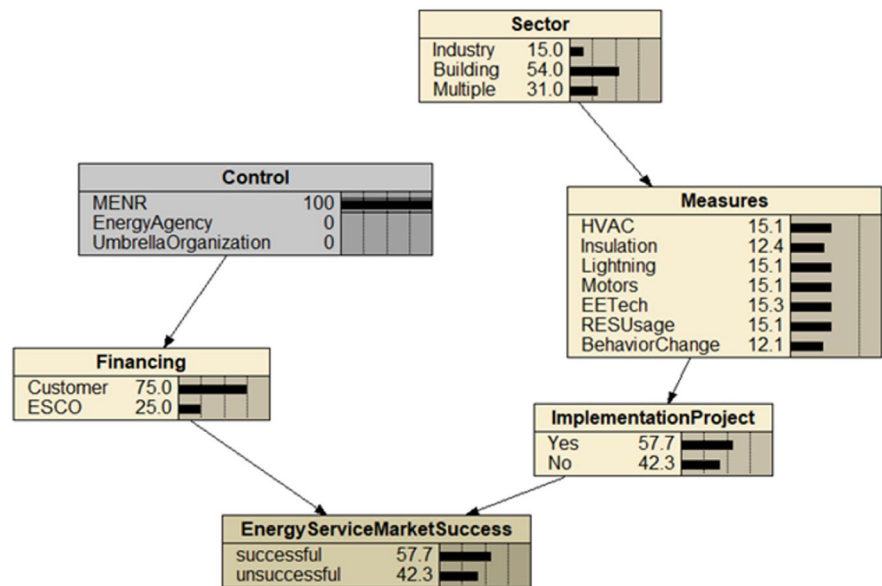 Sector
Industry 15.0
Building 54.0
Multiple 31.0
Control
MENR 100
EnergyAgency 0
UmbrellaOrganization 0
Measures
HVAC 15.1
Insulation 12.4
Lightning 15.1
Motors 15.1
EETech 15.3
RESUsage 15.1
BehaviorChange 12.1
Financing
Customer 75.0
ESCO 25.0
ImplementationProject
Yes 57.7
No 42.3
EnergyServiceMarketSuccess
successful 57.7
unsuccessful 42.3